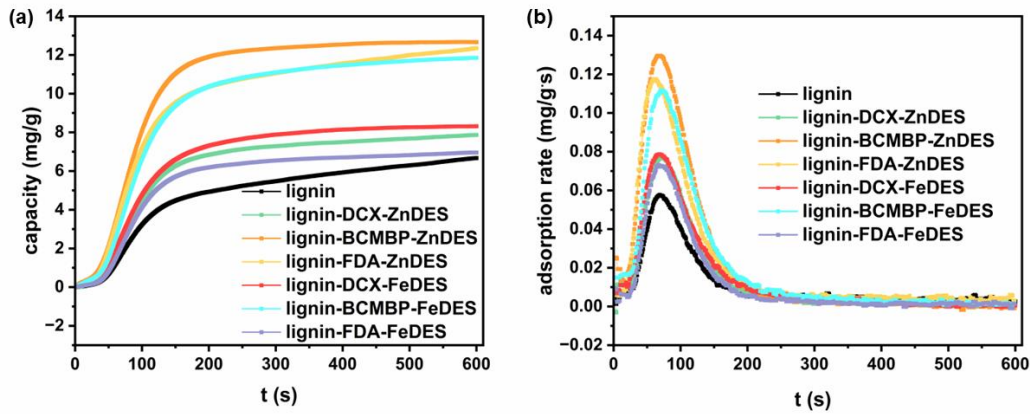 (a)
14
12
10
8
6
4
2
0
−2
capacity (mg/g)
lignin
lignin-DCX-ZnDES
lignin-BCMBP-ZnDES
lignin-FDA-ZnDES
lignin-DCX-FeDES
lignin-BCMBP-FeDES
lignin-FDA-FeDES
0 100 200 300 400 500 600
t (s)
(b)
0.14
0.12
0.10
0.08
0.06
0.04
0.02
0.00
−0.02
adsorption rate (mg/g·s)
lignin
lignin-DCX-ZnDES
lignin-BCMBP-ZnDES
lignin-FDA-ZnDES
lignin-DCX-FeDES
lignin-BCMBP-FeDES
lignin-FDA-FeDES
0 100 200 300 400 500 600
t (s)